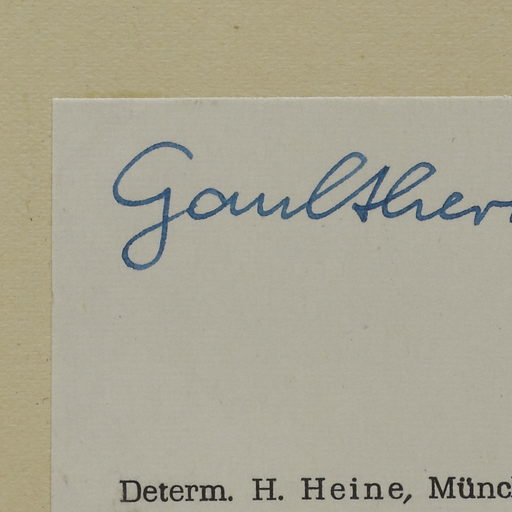 Gaulther
Determ. H. Heine, Münc